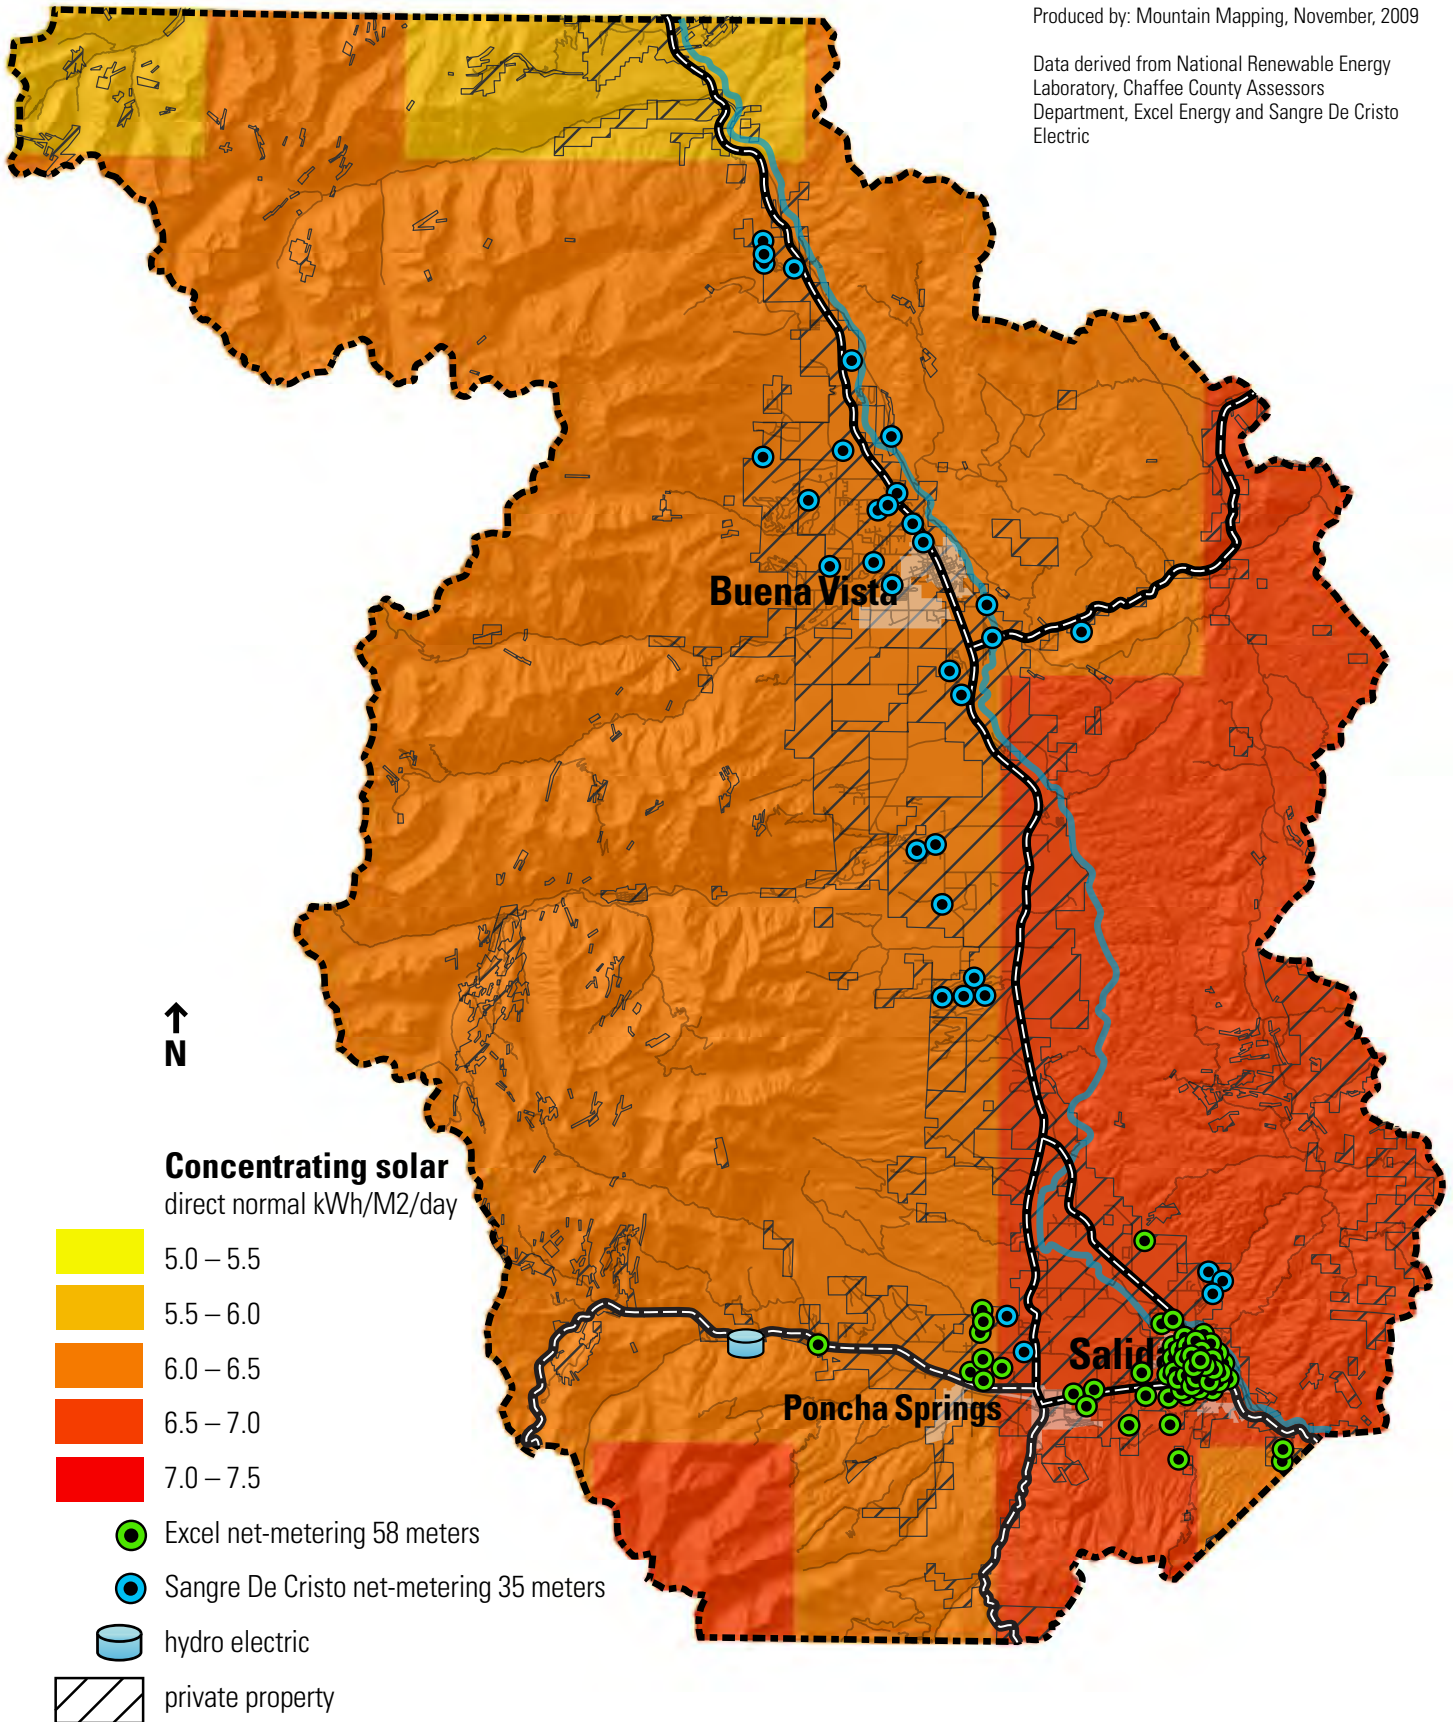 Produced by: Mountain Mapping, November, 2009
Data derived from National Renewable Energy
Laboratory, Chaffee County Assessors
Department, Excel Energy and Sangre De Cristo
Electric
Buena Vista
N
Salida
Poncha Springs
Concentrating solar
direct normal kWh/M2/day
5.0 – 5.5
5.5 – 6.0
6.0 – 6.5
6.5 – 7.0
7.0 – 7.5
Excel net-metering 58 meters
Sangre De Cristo net-metering 35 meters
hydro electric
private property